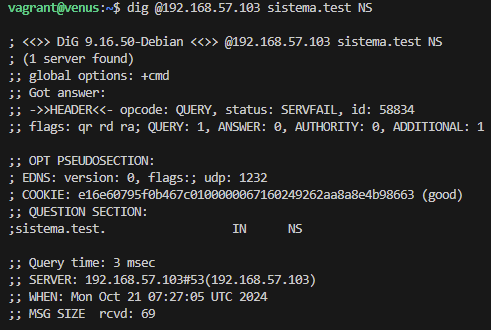 vagrant@venus:~$ dig @192.168.57.103 sistema.test NS
; <<>> DiG 9.16.50-Debian <<>> @192.168.57.103 sistema.test NS
; (1 server found)
;; global options: +cmd
;; Got answer:
;; ->>HEADER<<- opcode: QUERY, status: SERVFAIL, id: 58834
;; flags: qr rd ra; QUERY: 1, ANSWER: 0, AUTHORITY: 0, ADDITIONAL: 1
;; OPT PSEUDOSECTION:
; EDNS: version: 0, flags:; udp: 1232
; COOKIE: e16e60795f0b467c0100000067160249262aa8a8e4b98663 (good)
;; QUESTION SECTION:
;sistema.test. IN NS
;; Query time: 3 msec
;; SERVER: 192.168.57.103#53(192.168.57.103)
;; WHEN: Mon Oct 21 07:27:05 UTC 2024
;; MSG SIZE rcvd: 69